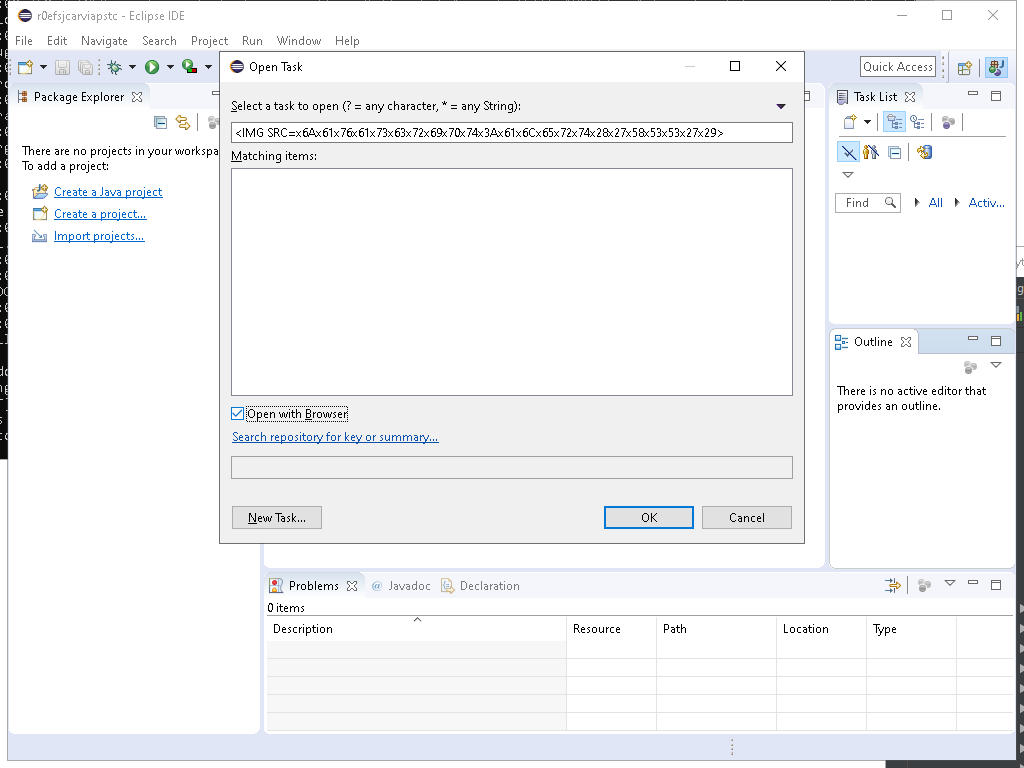 r0efsjcarviapstc - Eclipse IDE
File Edit Navigate Search Project Run Window Help
Quick Access
Open Task
Select a task to open (? = any character, * = any String):
<IMG SRC=x6Ax61x76x61x73x63x72x69x70x74x3Ax61x6Cx65x72x74x28x27x58x53x53x27x29>
Matching items:
Open with Browser
Search repository for key or summary...
New Task...
OK
Cancel
Package Explorer
There are no projects in your workspa
To add a project:
Create a Java project
Create a project...
Import projects...
Task List
Find
All
Activ...
Outline
There is no active editor that
provides an outline.
Problems
@ Javadoc
Declaration
0 items
Description Resource Path Location Type